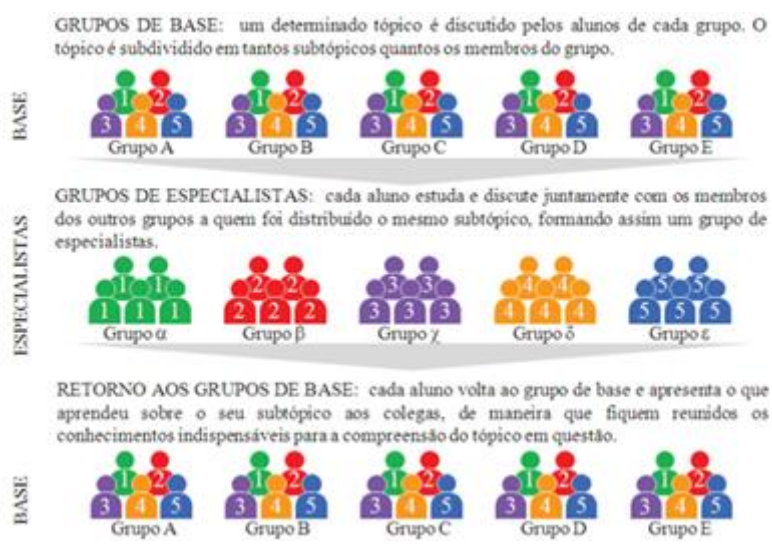 GRUPOS DE BASE: um determinado tópico é discutido pelos alunos de cada grupo. O
tópico é subdividido em tantos subtópicos quantos os membros do grupo.
BASE
1 2 1 2 1 2 1 2 1 2
3 4 5 3 4 5 3 4 5 3 4 5 3 4 5
Grupo A Grupo B Grupo C Grupo D Grupo E
GRUPOS DE ESPECIALISTAS: cada aluno estuda e discute juntamente com os membros
dos outros grupos a quem foi distribuído o mesmo subtópico, formando assim um grupo de
especialistas.
ESPECIALISTAS
1 1 2 2 3 3 4 4 5 5
1 1 1 2 2 2 3 3 3 4 4 4 5 5 5
Grupo α Grupo β Grupo χ Grupo δ Grupo ε
RETORNO AOS GRUPOS DE BASE: cada aluno volta ao grupo de base e apresenta o que
aprendeu sobre o seu subtópico aos colegas, de maneira que fiquem reunidos os
conhecimentos indispensáveis para a compreensão do tópico em questão.
BASE
1 2 1 2 1 2 1 2 1 2
3 4 5 3 4 5 3 4 5 3 4 5 3 4 5
Grupo A Grupo B Grupo C Grupo D Grupo E